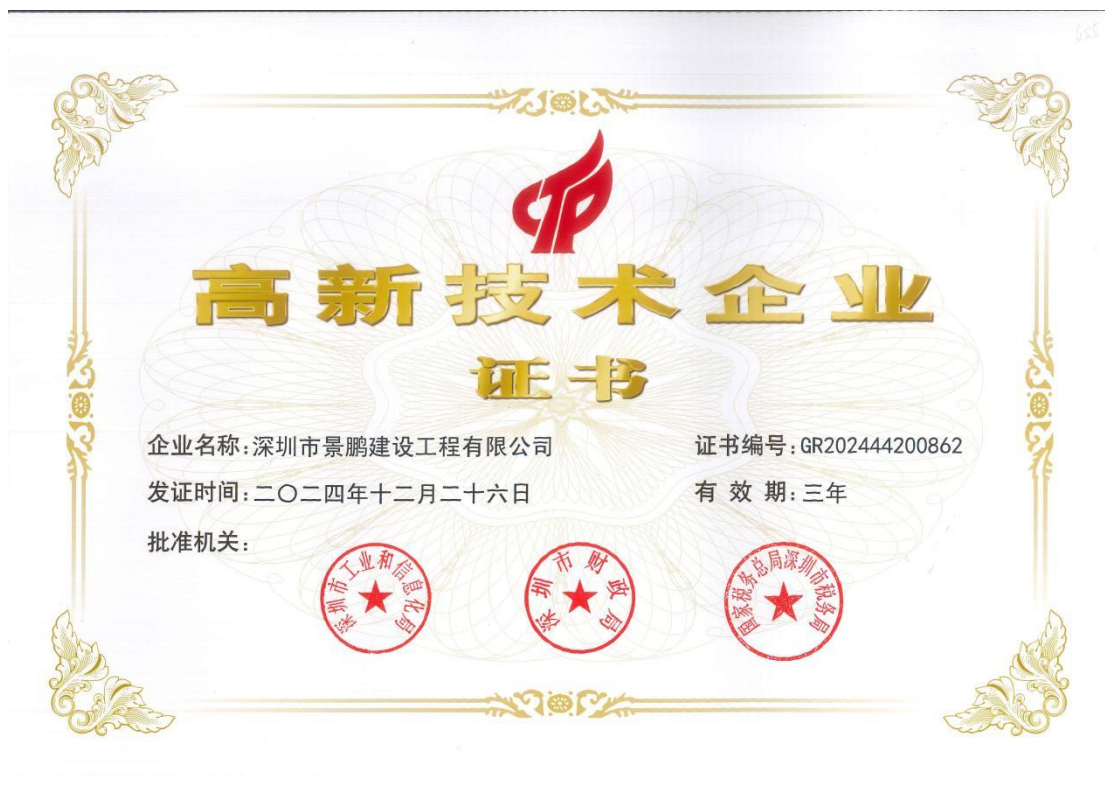 655
高新技术企业
证书
企业名称:深圳市景鹏建设工程有限公司
证书编号:GR202444200862
发证时间:二〇二四年十二月二十六日
有 效 期:三年
批准机关:
深圳市工业和信息化局
深圳市财政局
国家税务总局深圳市税务局